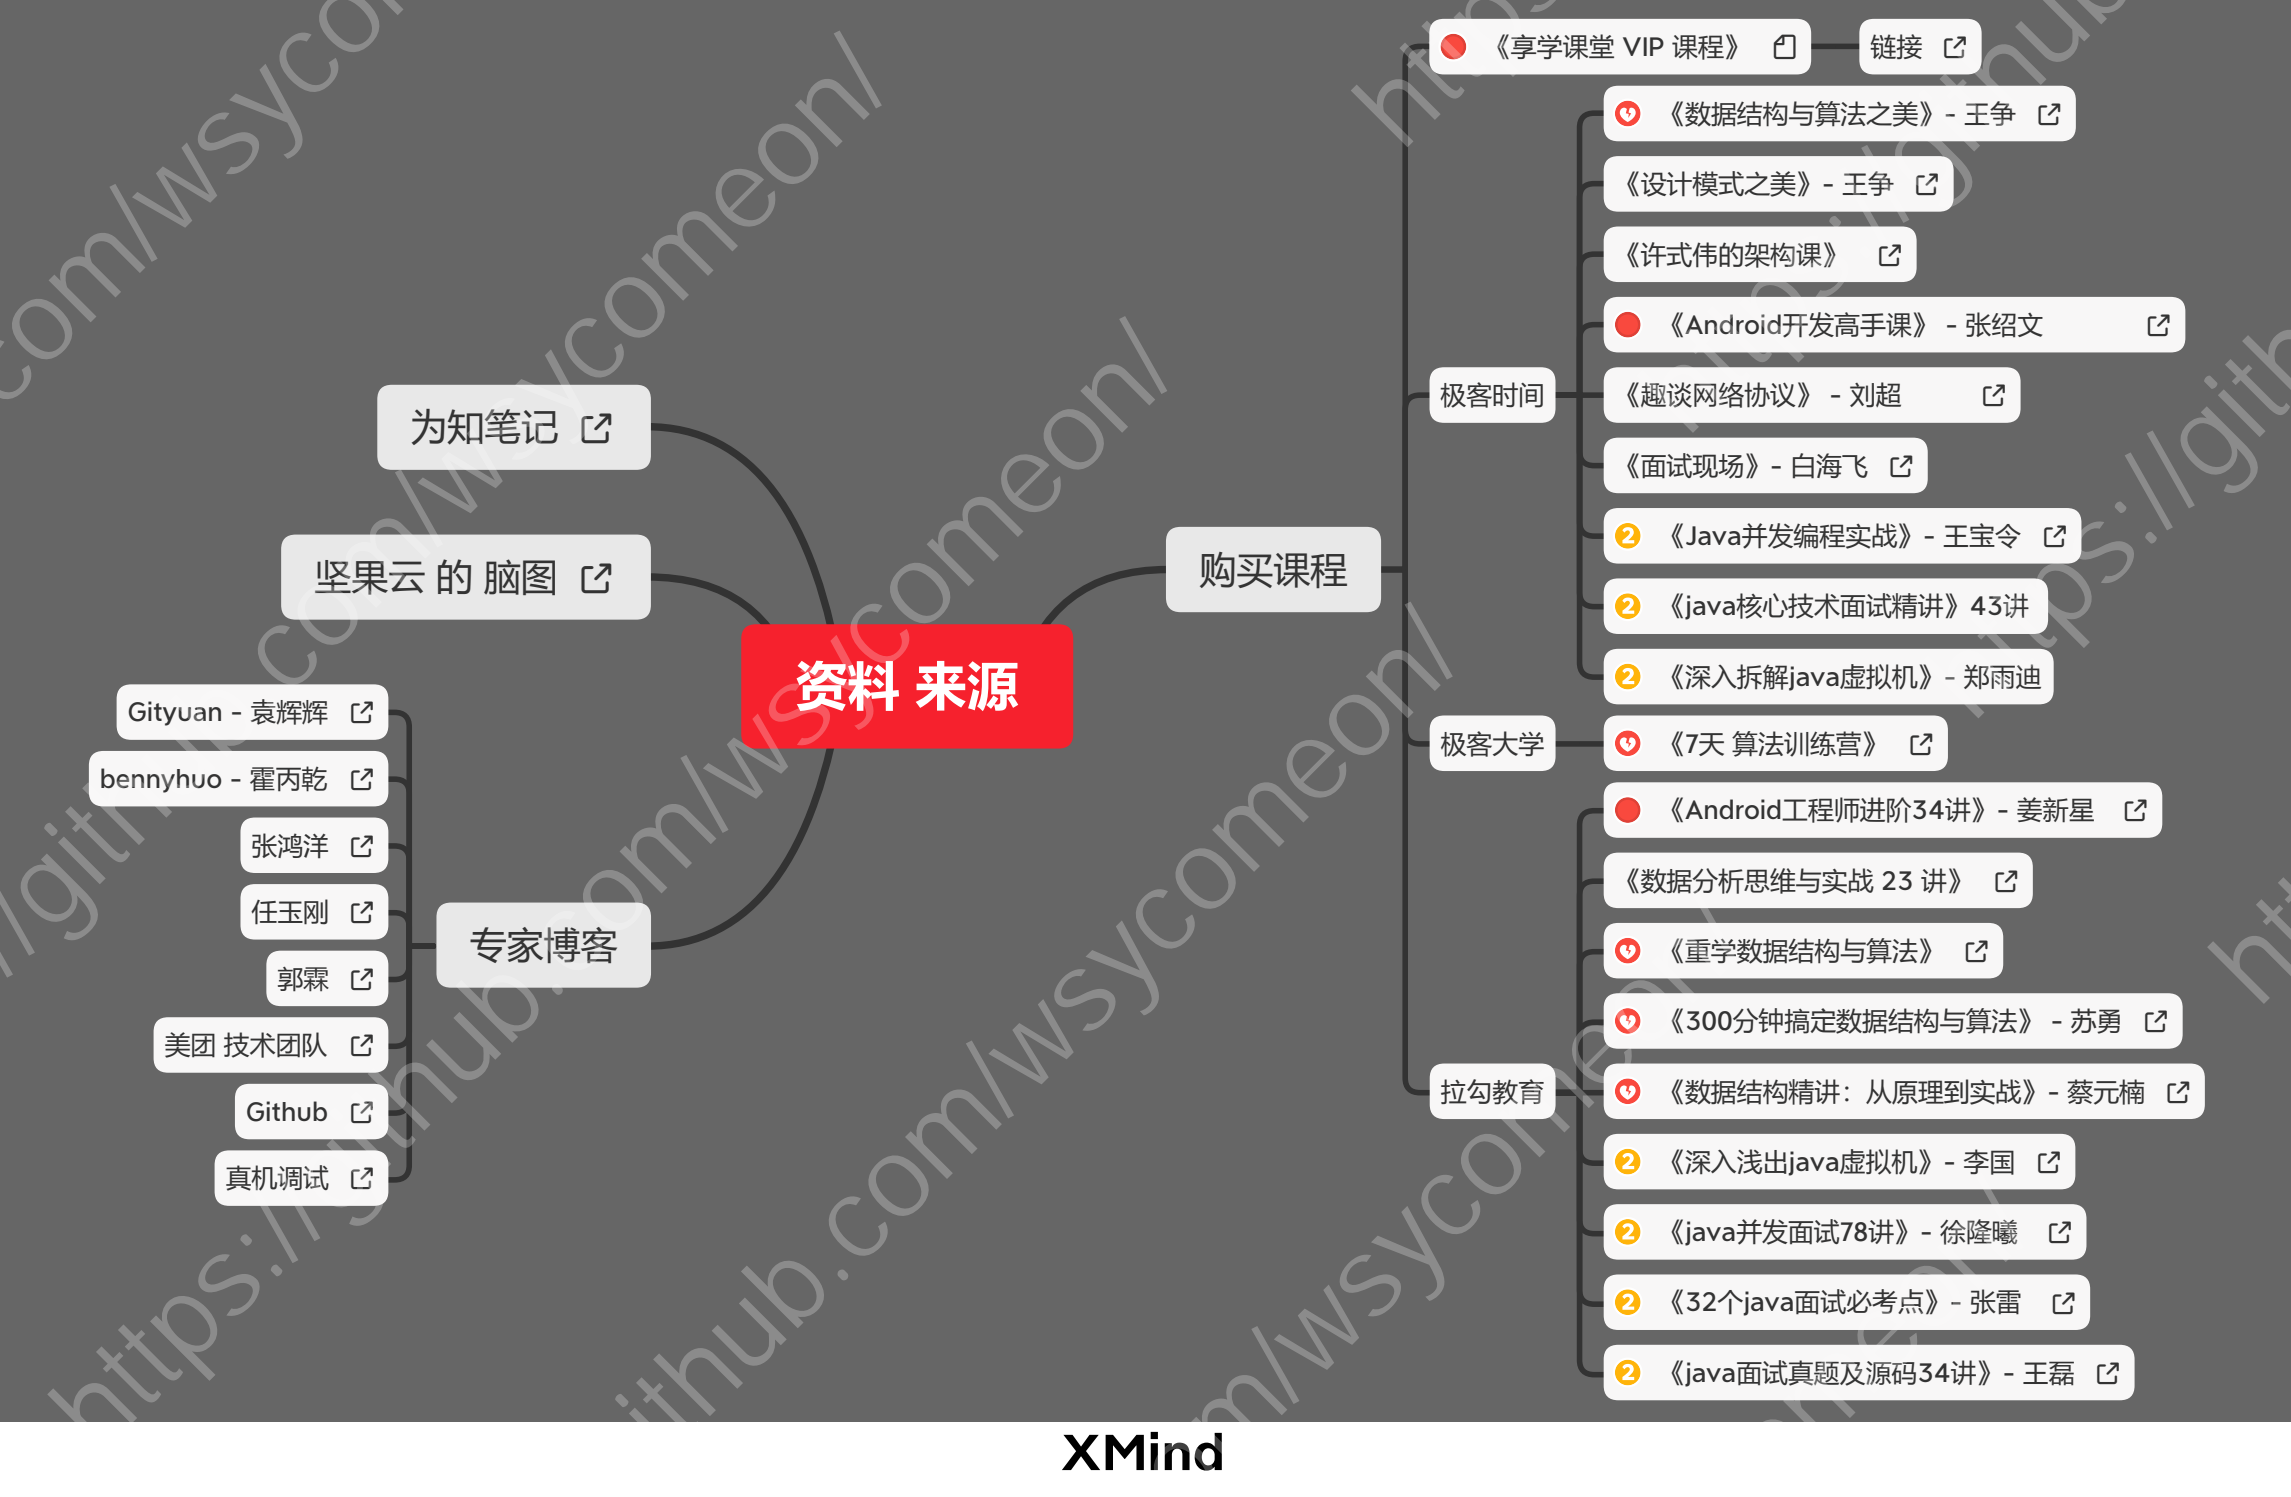 资料 来源
购买课程
《享学课堂 VIP 课程》
链接
极客时间
《数据结构与算法之美》- 王争
《设计模式之美》- 王争
《许式伟的架构课》
《Android开发高手课》 - 张绍文
《趣谈网络协议》 - 刘超
《面试现场》- 白海飞
2 《Java并发编程实战》- 王宝令
2 《java核心技术面试精讲》43讲
2 《深入拆解java虚拟机》- 郑雨迪
极客大学
《7天 算法训练营》
拉勾教育
《Android工程师进阶34讲》- 姜新星
《数据分析思维与实战 23 讲》
《重学数据结构与算法》
《300分钟搞定数据结构与算法》 - 苏勇
《数据结构精讲：从原理到实战》- 蔡元楠
2 《深入浅出java虚拟机》- 李国
2 《java并发面试78讲》- 徐隆曦
2 《32个java面试必考点》- 张雷
2 《java面试真题及源码34讲》- 王磊
为知笔记
坚果云 的 脑图
专家博客
Gityuan - 袁辉辉
bennyhuo - 霍丙乾
张鸿洋
任玉刚
郭霖
美团 技术团队
Github
真机调试
https://github.com/wsycomeon/
https://github.com/wsycomeon/
XMind